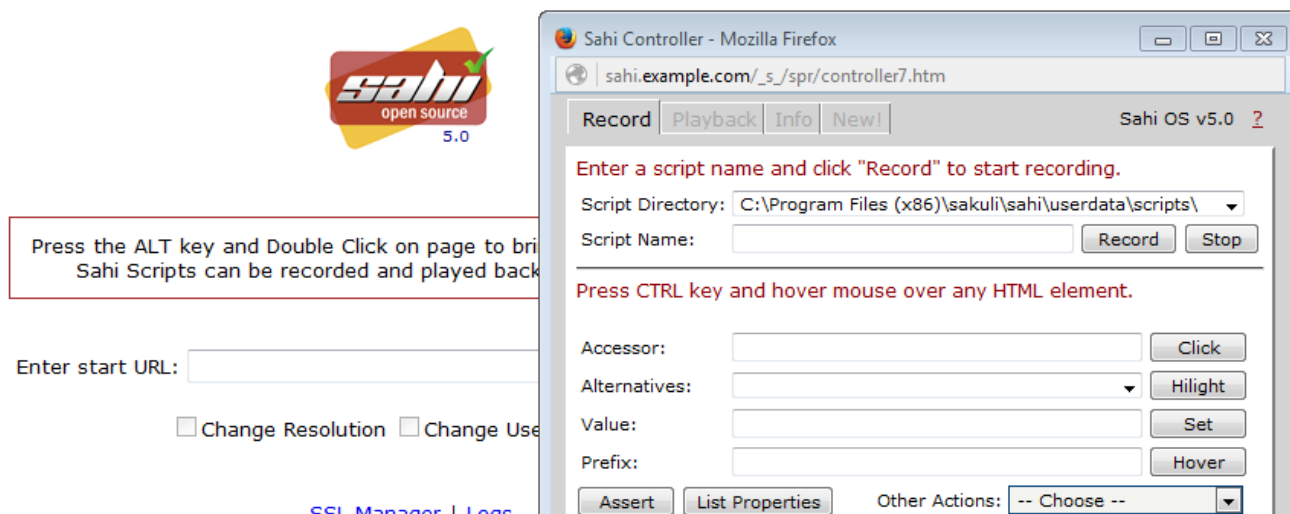 sahi
open source
5.0
Press the ALT key and Double Click on page to bri
Sahi Scripts can be recorded and played back
Enter start URL:
Change Resolution Change Use
SSL Manager | Logs
Sahi Controller - Mozilla Firefox
sahi.example.com/_s_/spr/controller7.htm
Record Playback Info New! Sahi OS v5.0 ?
Enter a script name and click "Record" to start recording.
Script Directory: C:\Program Files (x86)\sakuli\sahi\userdata\scripts\
Script Name: Record Stop
Press CTRL key and hover mouse over any HTML element.
Accessor: Click
Alternatives: Hilight
Value: Set
Prefix: Hover
Assert List Properties Other Actions: -- Choose --